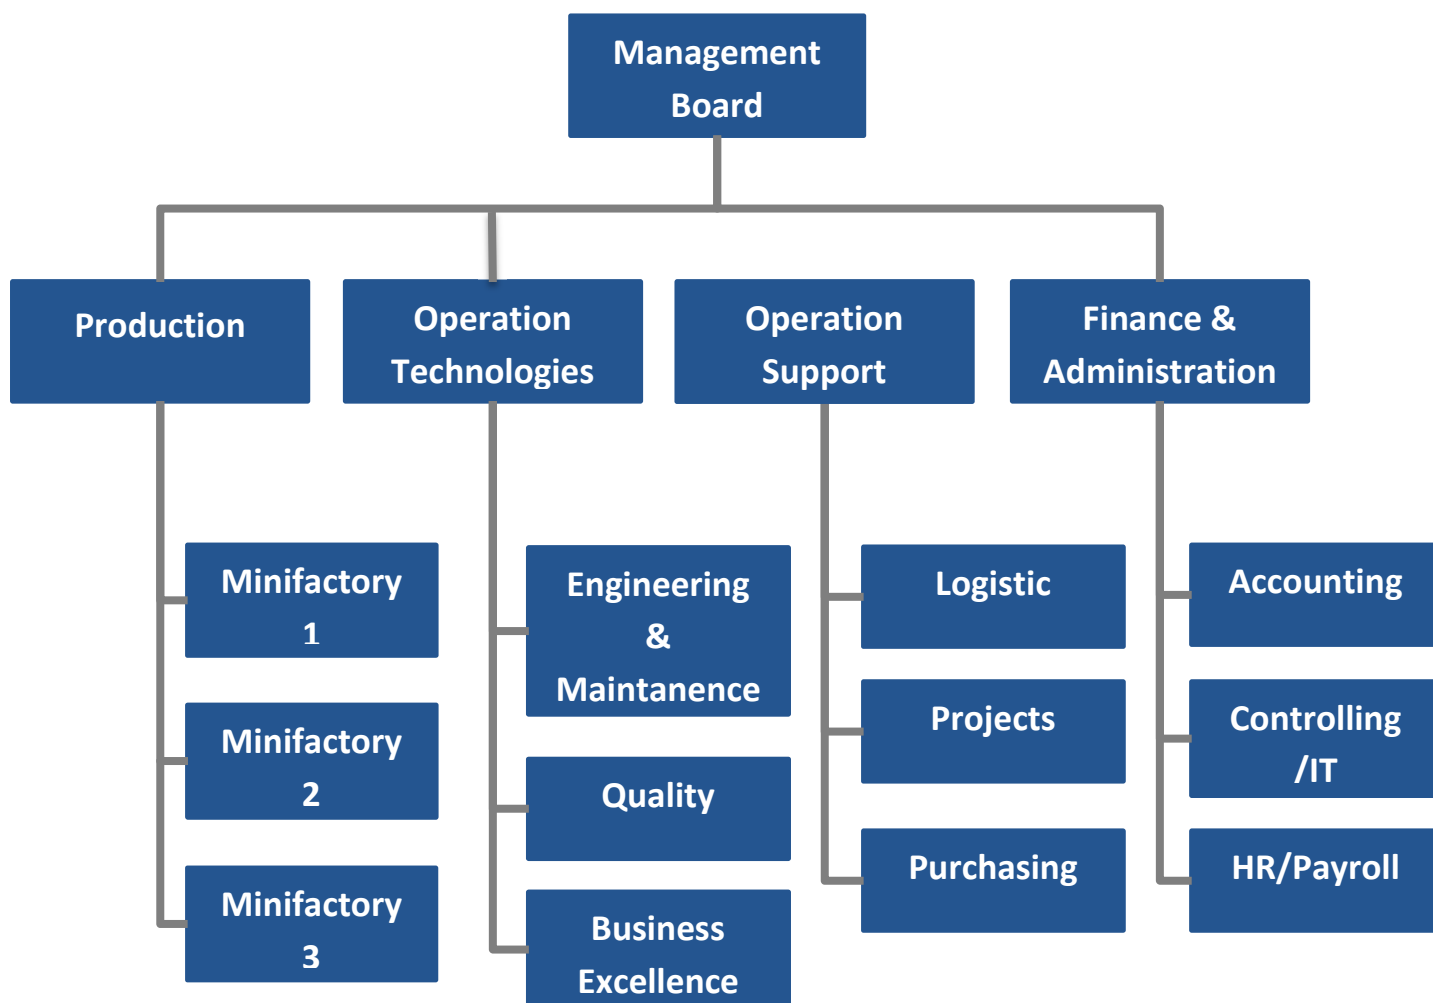 Management
Board
Production
Operation
Technologies
Operation
Support
Finance &
Administration
Minifactory
1
Minifactory
2
Minifactory
3
Engineering
&
Maintanence
Quality
Business
Excellence
Logistic
Projects
Purchasing
Accounting
Controlling
/IT
HR/Payroll